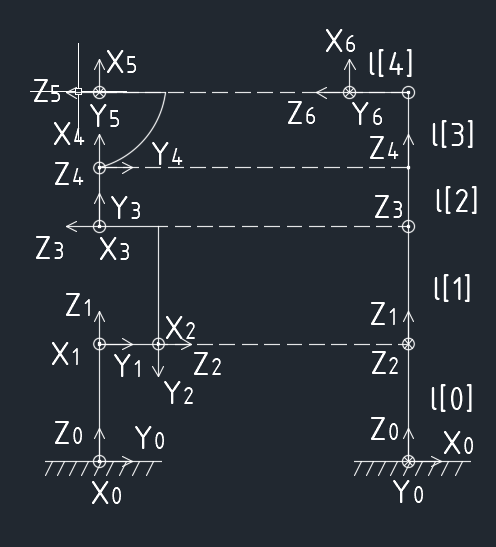 X6 l[4]
X5
Z5
Y5 Z6 Y6
X4 l[3]
Y4 Z4
Z4
Y3 Z3 l[2]
Z3 X3
l[1]
Z1 Z1
X2
X1 Y1 Z2 Z2
Y2
l[0]
Z0 Y0 Z0 X0
X0 Y0